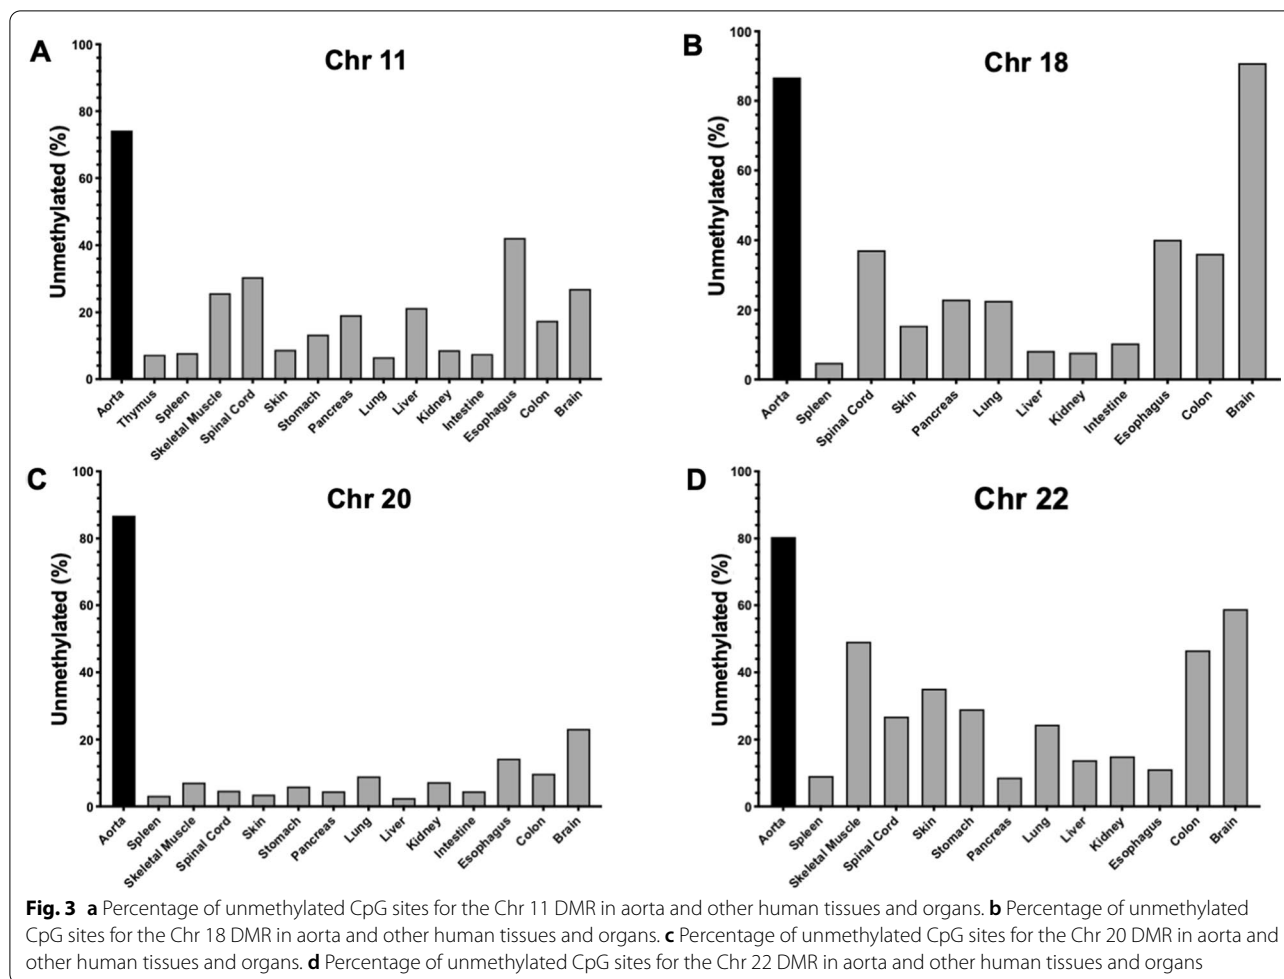 A
Chr 11
Unmethylated (%)
100
80
60
40
20
0
Aorta
Thymus
Spleen
Skeletal Muscle
Spinal Cord
Skin
Stomach
Pancreas
Lung
Liver
Kidney
Intestine
Esophagus
Colon
Brain
B
Chr 18
Unmethylated (%)
100
80
60
40
20
0
Aorta
Spleen
Spinal Cord
Skin
Pancreas
Lung
Liver
Kidney
Intestine
Esophagus
Colon
Brain
C
Chr 20
Unmethylated (%)
100
80
60
40
20
0
Aorta
Spleen
Skeletal Muscle
Spinal Cord
Skin
Stomach
Pancreas
Lung
Liver
Kidney
Intestine
Esophagus
Colon
Brain
D
Chr 22
Unmethylated (%)
100
80
60
40
20
0
Aorta
Spleen
Skeletal Muscle
Spinal Cord
Skin
Stomach
Pancreas
Lung
Liver
Kidney
Esophagus
Colon
Brain
Fig. 3 a Percentage of unmethylated CpG sites for the Chr 11 DMR in aorta and other human tissues and organs. b Percentage of unmethylated
CpG sites for the Chr 18 DMR in aorta and other human tissues and organs. c Percentage of unmethylated CpG sites for the Chr 20 DMR in aorta and
other human tissues and organs. d Percentage of unmethylated CpG sites for the Chr 22 DMR in aorta and other human tissues and organs